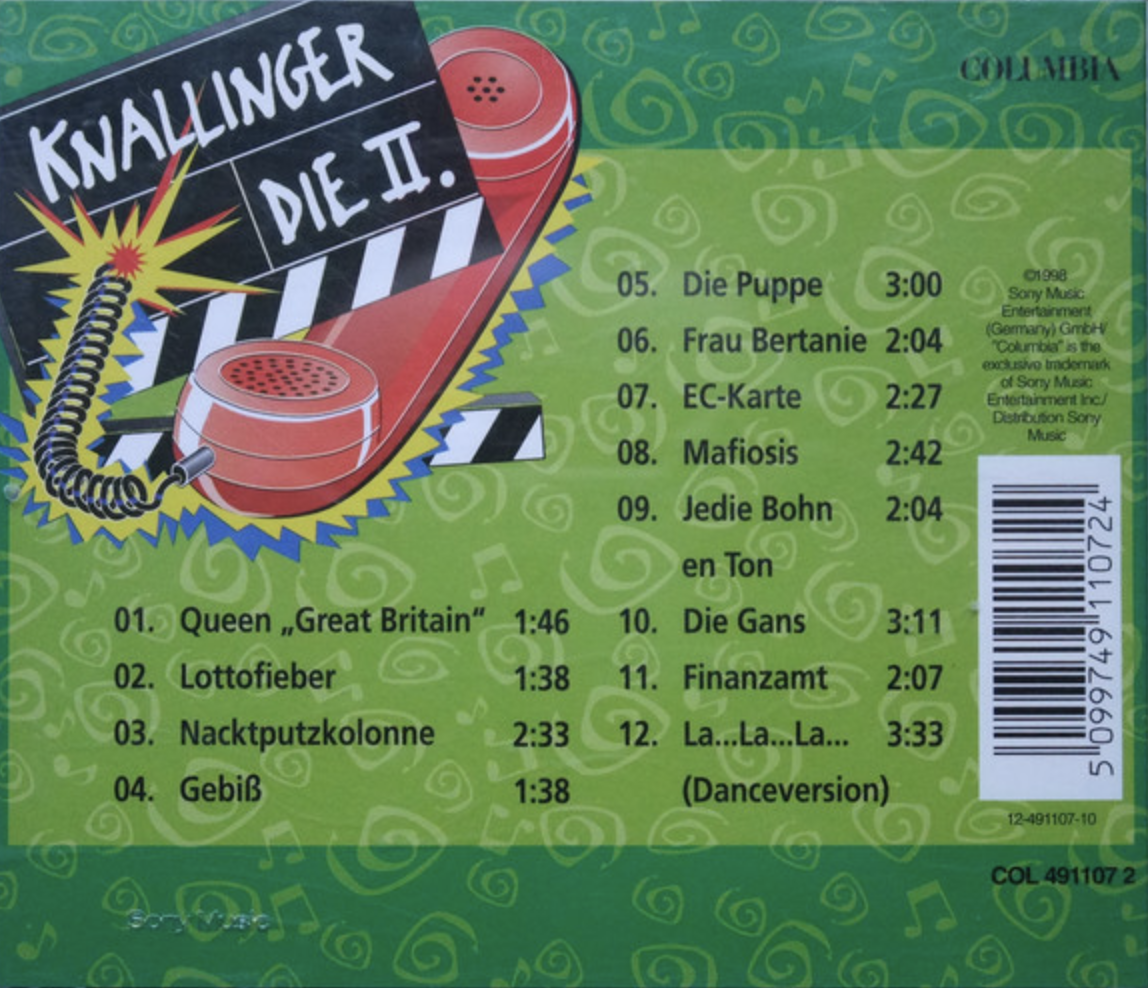 KNALLINGER
DIE II.
COLUMBIA
01. Queen „Great Britain“ 1:46
02. Lottofieber 1:38
03. Nacktputzkolonne 2:33
04. Gebiß 1:38
05. Die Puppe 3:00
06. Frau Bertanie 2:04
07. EC-Karte 2:27
08. Mafiosis 2:42
09. Jedie Bohn 2:04
en Ton
10. Die Gans 3:11
11. Finanzamt 2:07
12. La...La...La... 3:33
(Danceversion)
©1998
Sony Music
Entertainment
(Germany) GmbH/
"Columbia" is the
exclusive trademark
of Sony Music
Entertainment Inc./
Distribution Sony
Music
5 099749 110724
12-491107-10
COL 491107 2
Sony Music